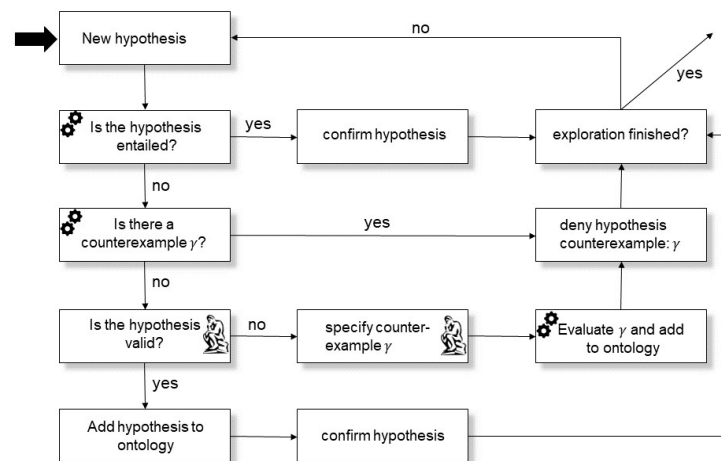 New hypothesis
no
yes
Is the hypothesis
entailed?
yes
confirm hypothesis
exploration finished?
no
Is there a
counterexample γ?
yes
deny hypothesis
counterexample: γ
no
Is the hypothesis
valid?
no
specify counter-
example γ
Evaluate γ and add
to ontology
yes
Add hypothesis to
ontology
confirm hypothesis